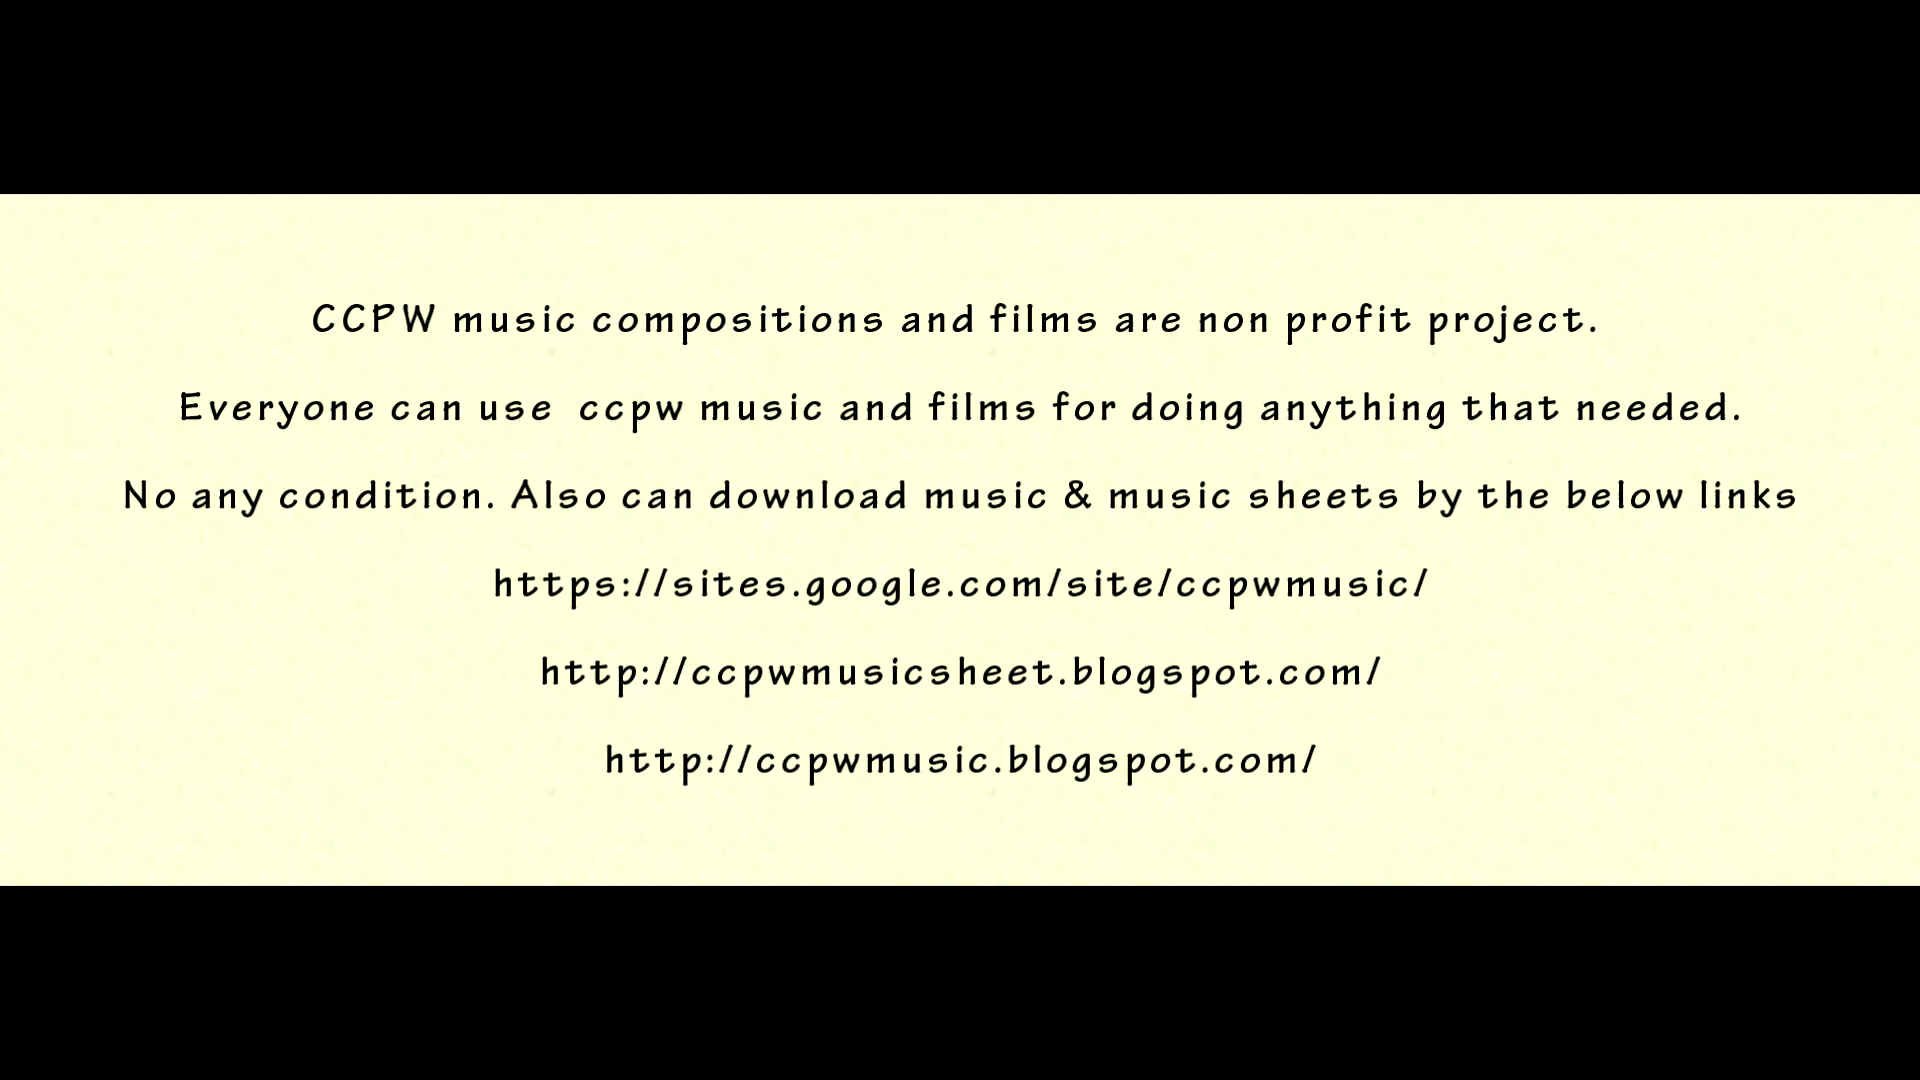 CCPW music compositions and films are non profit project.
Everyone can use  ccpw music and films for doing anything that needed.
No any condition. Also can download music & music sheets by the below links
https://sites.google.com/site/ccpwmusic/
http://ccpwmusicsheet.blogspot.com/
http://ccpwmusic.blogspot.com/